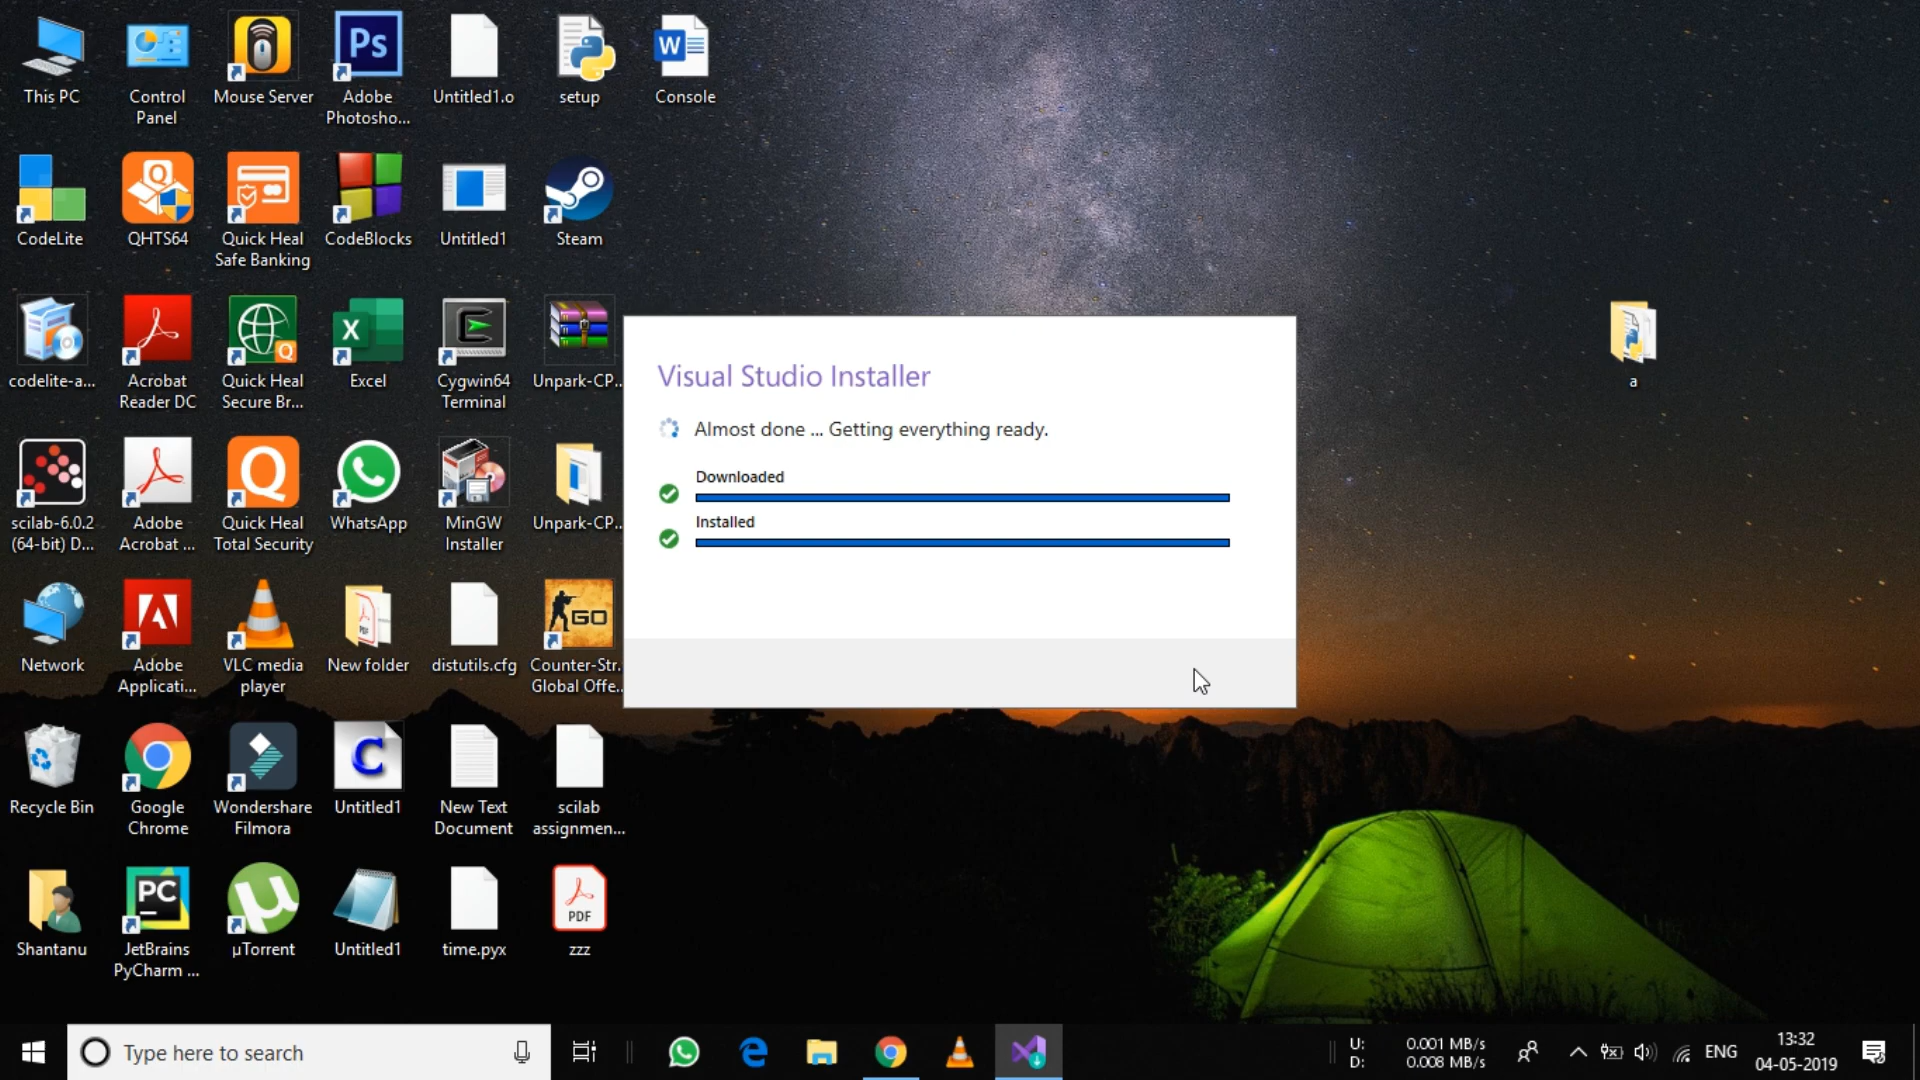 This PC
Control
Panel
Mouse Server
Ps
Adobe
Photosho...
Untitled1.o
setup
W
Console
CodeLite
Q
QHTS64
Quick Heal
Safe Banking
CodeBlocks
Untitled1
Steam
codelite-a...
Acrobat
Reader DC
Q
Quick Heal
Secure Br...
X
Excel
C
Cygwin64
Terminal
Unpark-CP...
a
Visual Studio Installer
Almost done ... Getting everything ready.
Downloaded
Installed
scilab-6.0.2
(64-bit) D...
Adobe
Acrobat ...
Q
Quick Heal
Total Security
WhatsApp
MinGW
Installer
Unpark-CP...
Network
Adobe
Applicati...
VLC media
player
PDF
New folder
distutils.cfg
GO
Counter-Str...
Global Offe...
Recycle Bin
Google
Chrome
Wondershare
Filmora
C
Untitled1
New Text
Document
scilab
assignmen...
Shantanu
PC
JetBrains
PyCharm ...
µ
µTorrent
Untitled1
time.pyx
PDF
zzz
Type here to search
U: 0.001 MB/s
D: 0.008 MB/s
ENG
13:32
04-05-2019